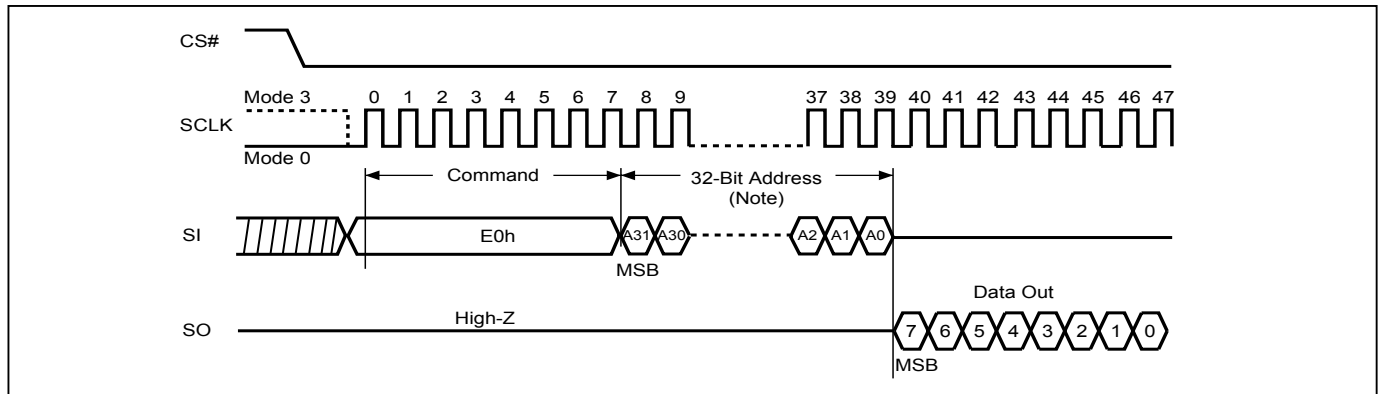 CS#
Mode 3 0 1 2 3 4 5 6 7 8 9 37 38 39 40 41 42 43 44 45 46 47
SCLK
Mode 0
Command 32-Bit Address
(Note)
SI E0h A31 A30 A2 A1 A0
MSB
Data Out
SO High-Z 7 6 5 4 3 2 1 0
MSB